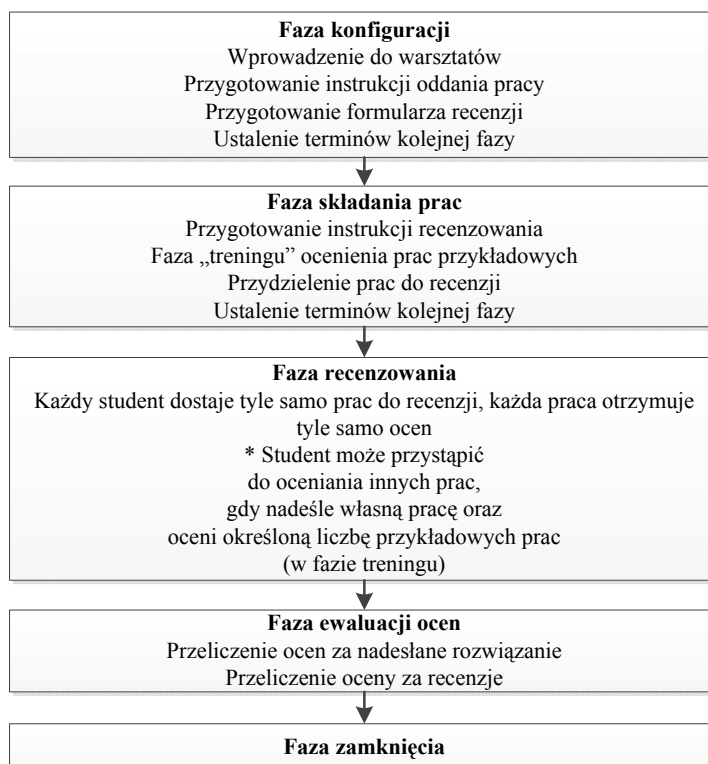 Faza konfiguracji
Wprowadzenie do warsztatów
Przygotowanie instrukcji oddania pracy
Przygotowanie formularza recenzji
Ustalenie terminów kolejnej fazy
Faza składania prac
Przygotowanie instrukcji recenzowania
Faza „treningu” ocenienia prac przykładowych
Przydzielenie prac do recenzji
Ustalenie terminów kolejnej fazy
Faza recenzowania
Każdy student dostaje tyle samo prac do recenzji, każda praca otrzymuje
tyle samo ocen
* Student może przystąpić
do oceniania innych prac,
gdy nadeśle własną pracę oraz
oceni określoną liczbę przykładowych prac
(w fazie treningu)
Faza ewaluacji ocen
Przeliczenie ocen za nadesłane rozwiązanie
Przeliczenie oceny za recenzje
Faza zamknięcia